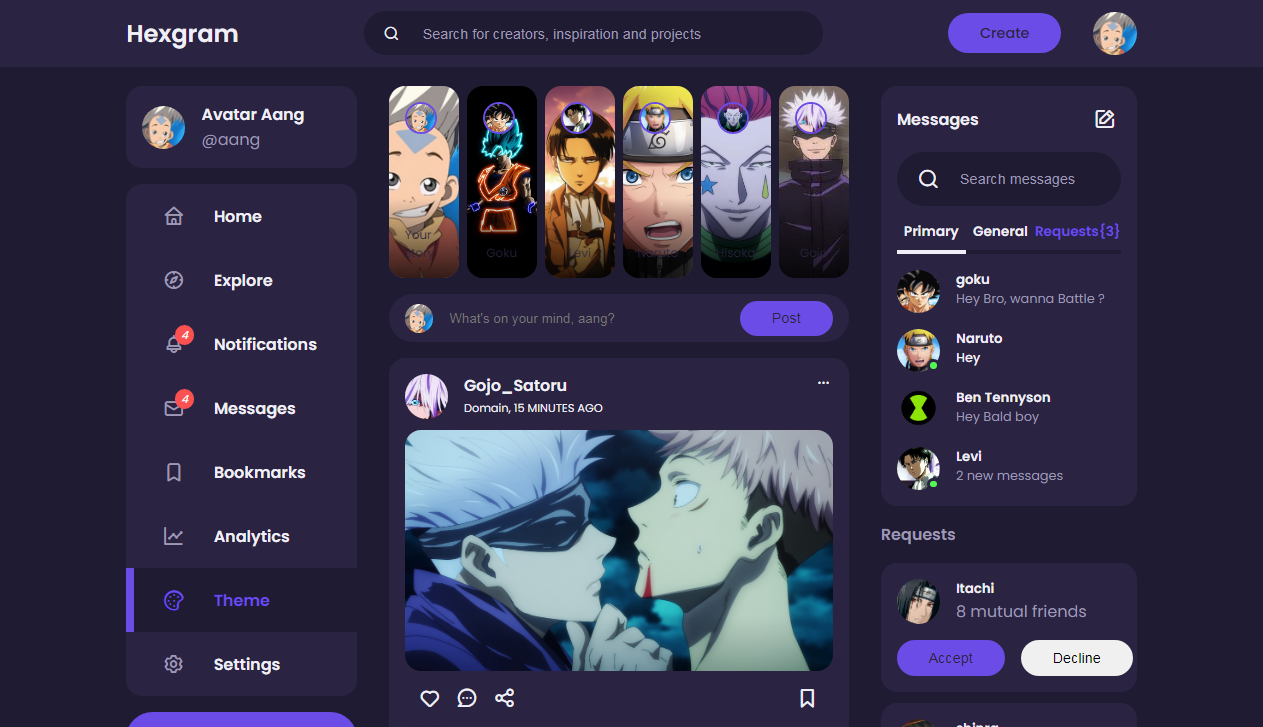 Hexgram
Search for creators, inspiration and projects
Create
Avatar Aang
@aang
Home
Explore
4
Notifications
4
Messages
Bookmarks
Analytics
Theme
Settings
Your
Story
Goku
Levi
Naruto
Hisoka
Gojo
What's on your mind, aang?
Post
Gojo_Satoru
Domain, 15 MINUTES AGO
Messages
Search messages
Primary
General
Requests{3}
goku
Hey Bro, wanna Battle ?
Naruto
Hey
Ben Tennyson
Hey Bald boy
Levi
2 new messages
Requests
Itachi
8 mutual friends
Accept
Decline